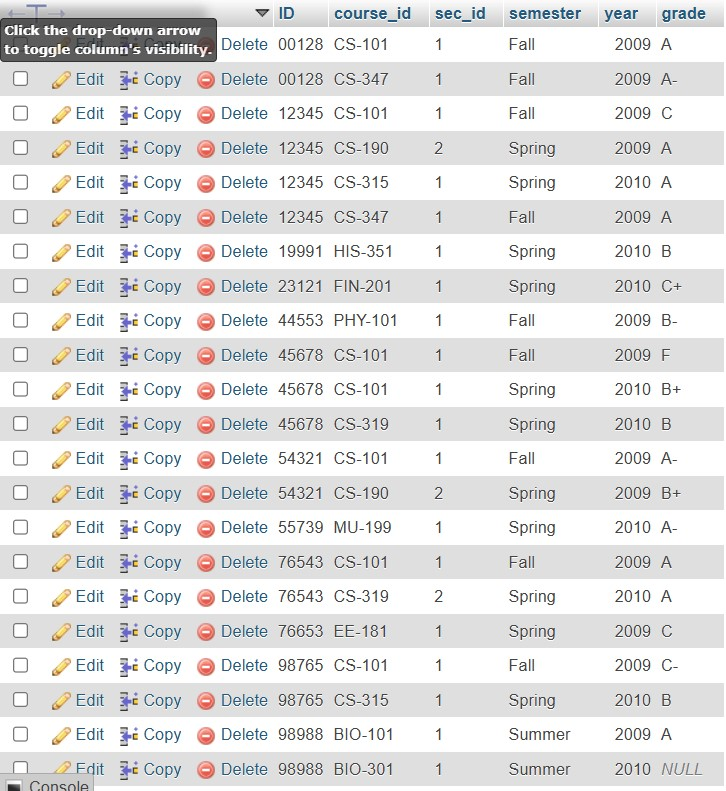 ID course_id sec_id semester year grade
Click the drop-down arrow
to toggle column's visibility.
Delete 00128 CS-101 1 Fall 2009 A
Edit Copy Delete 00128 CS-347 1 Fall 2009 A-
Edit Copy Delete 12345 CS-101 1 Fall 2009 C
Edit Copy Delete 12345 CS-190 2 Spring 2009 A
Edit Copy Delete 12345 CS-315 1 Spring 2010 A
Edit Copy Delete 12345 CS-347 1 Fall 2009 A
Edit Copy Delete 19991 HIS-351 1 Spring 2010 B
Edit Copy Delete 23121 FIN-201 1 Spring 2010 C+
Edit Copy Delete 44553 PHY-101 1 Fall 2009 B-
Edit Copy Delete 45678 CS-101 1 Fall 2009 F
Edit Copy Delete 45678 CS-101 1 Spring 2010 B+
Edit Copy Delete 45678 CS-319 1 Spring 2010 B
Edit Copy Delete 54321 CS-101 1 Fall 2009 A-
Edit Copy Delete 54321 CS-190 2 Spring 2009 B+
Edit Copy Delete 55739 MU-199 1 Spring 2010 A-
Edit Copy Delete 76543 CS-101 1 Fall 2009 A
Edit Copy Delete 76543 CS-319 2 Spring 2010 A
Edit Copy Delete 76653 EE-181 1 Spring 2009 C
Edit Copy Delete 98765 CS-101 1 Fall 2009 C-
Edit Copy Delete 98765 CS-315 1 Spring 2010 B
Edit Copy Delete 98988 BIO-101 1 Summer 2009 A
Edit Copy Delete 98988 BIO-301 1 Summer 2010 NULL
Console